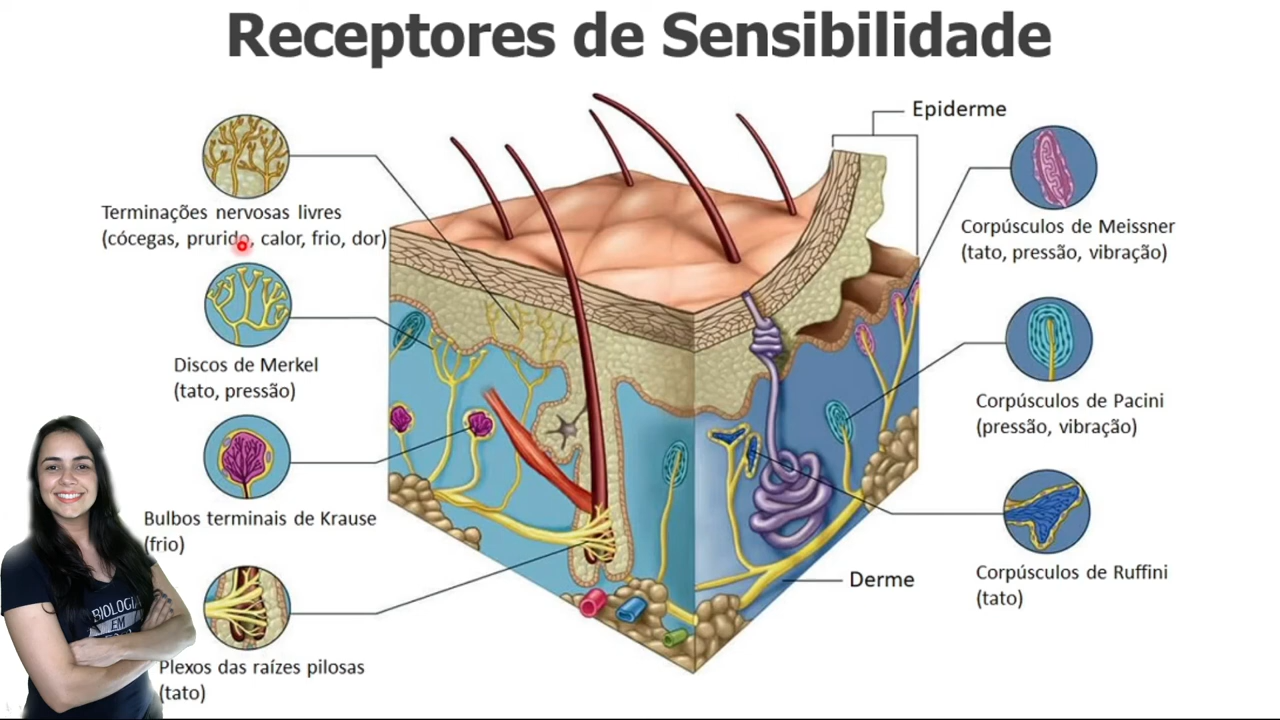 Receptores de Sensibilidade
Epiderme
Terminações nervosas livres
(cócegas, prurido, calor, frio, dor)
Corpúsculos de Meissner
(tato, pressão, vibração)
Discos de Merkel
(tato, pressão)
Corpúsculos de Pacini
(pressão, vibração)
Bulbos terminais de Krause
(frio)
Corpúsculos de Ruffini
(tato)
Derme
Plexos das raízes pilosas
(tato)
BIOLOGIA
EM